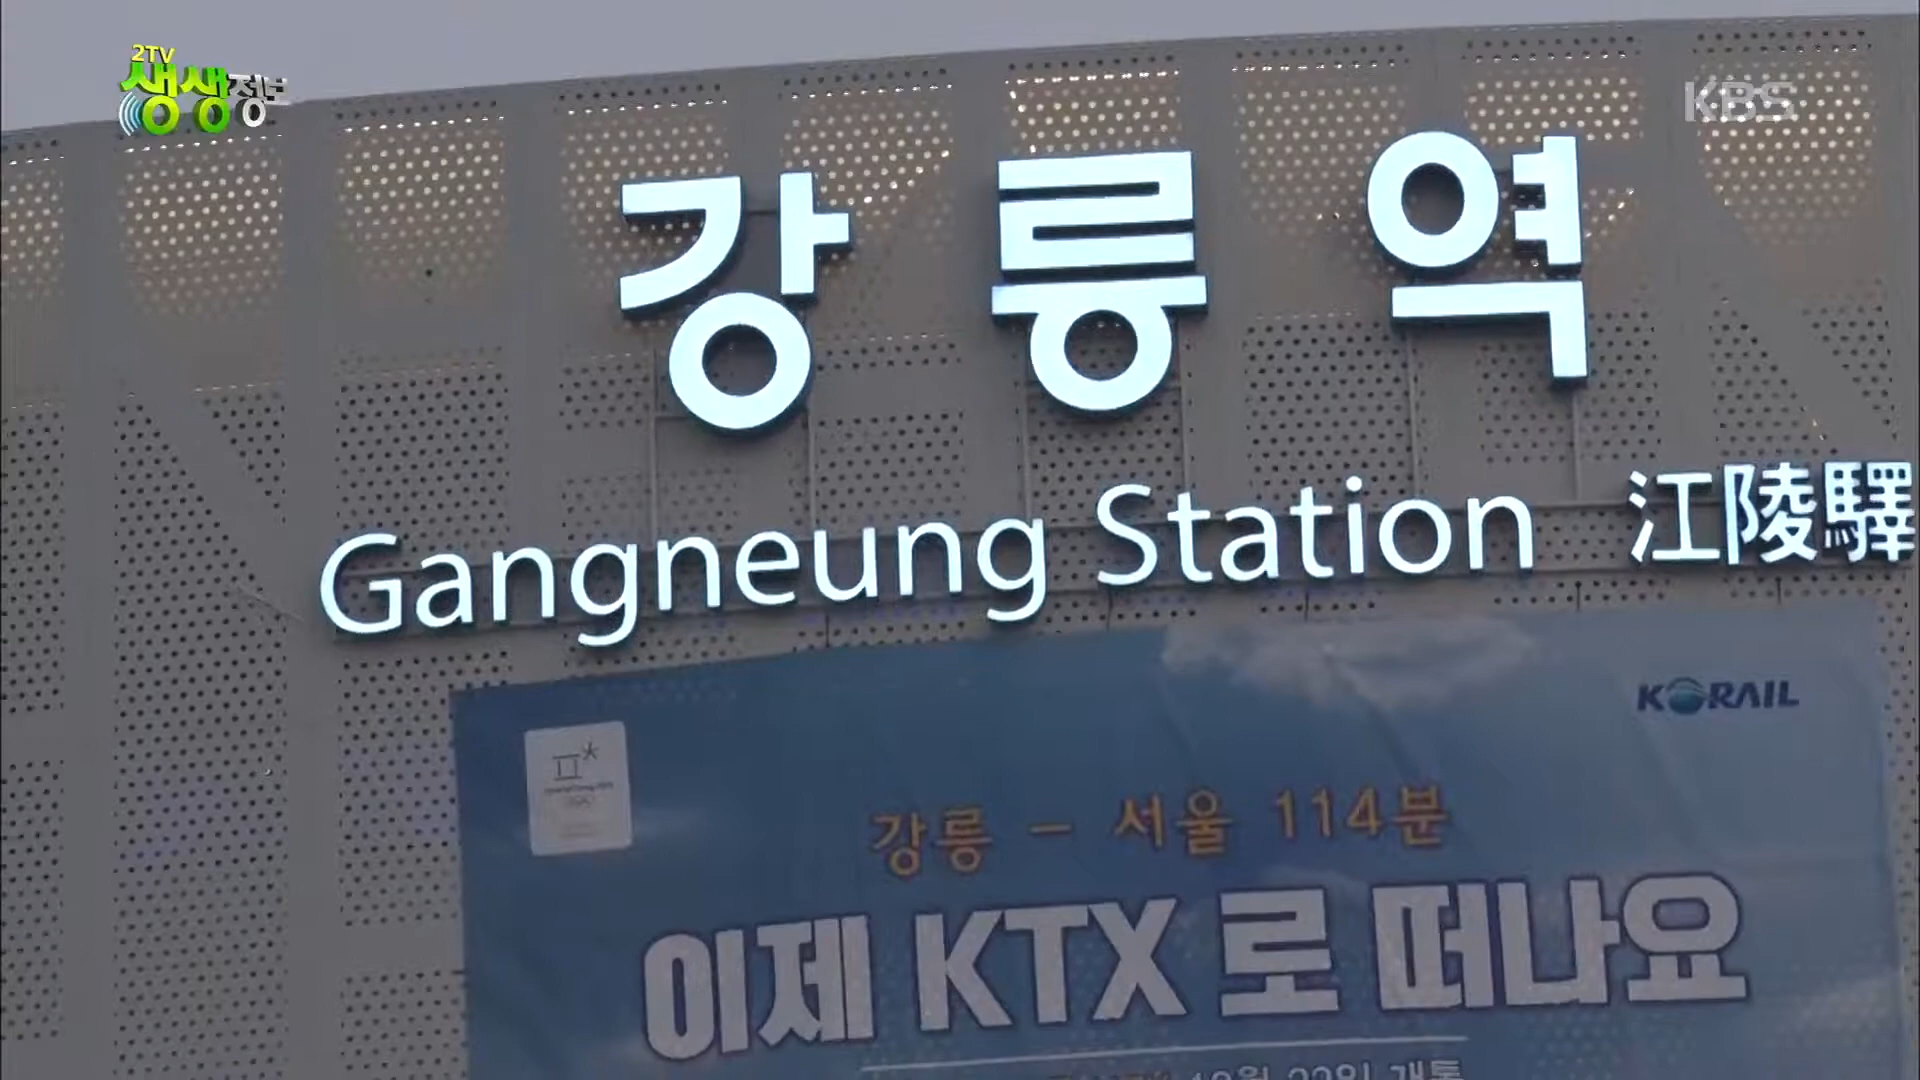 2TV
생생정보
KBS
강릉역
Gangneung Station 江陵驛
KORAIL
강릉 - 서울 114분
이제 KTX로 떠나요